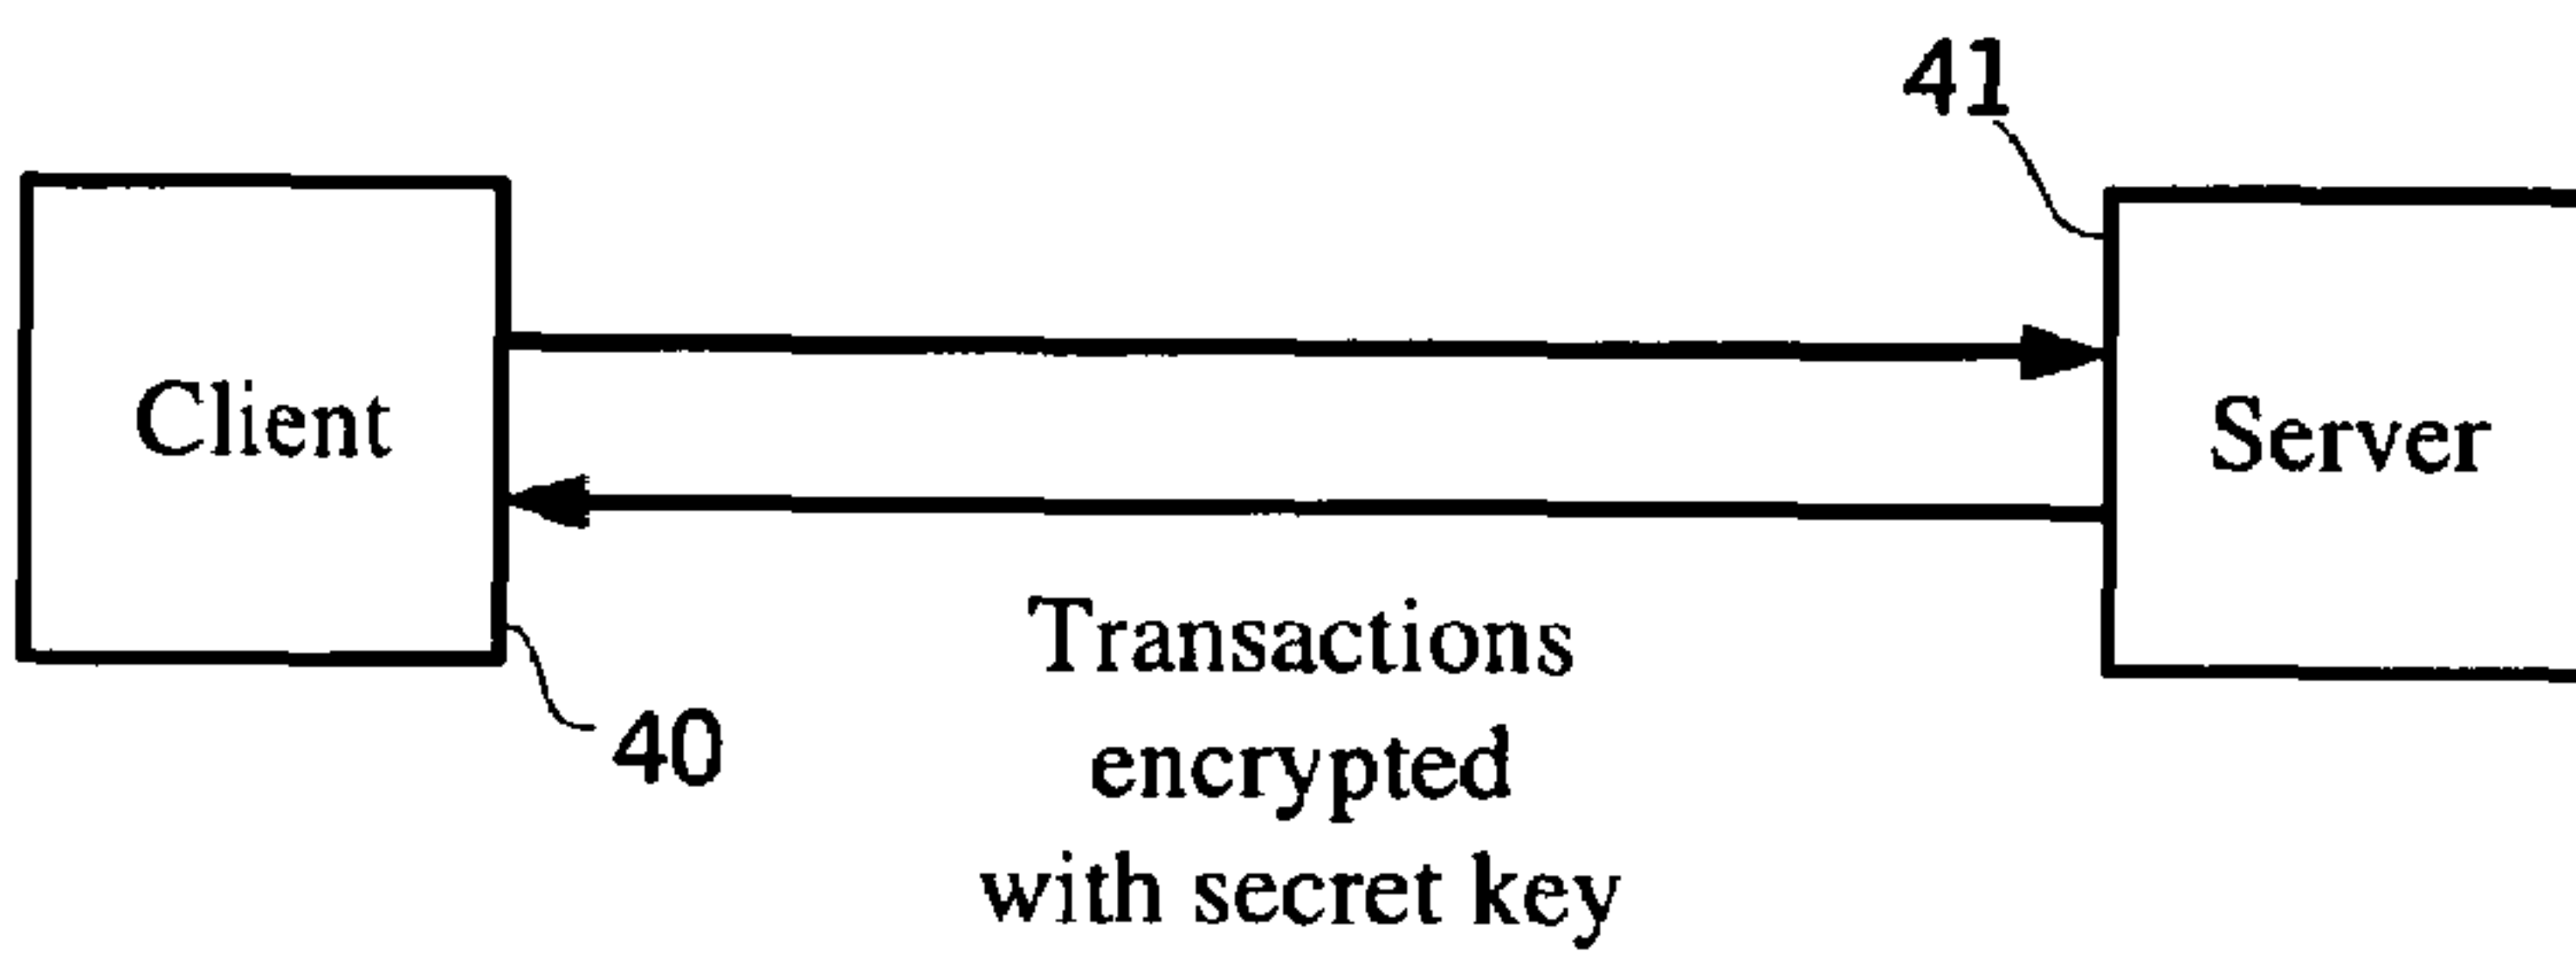 41
Client
Server
Transactions
encrypted
with secret key
40